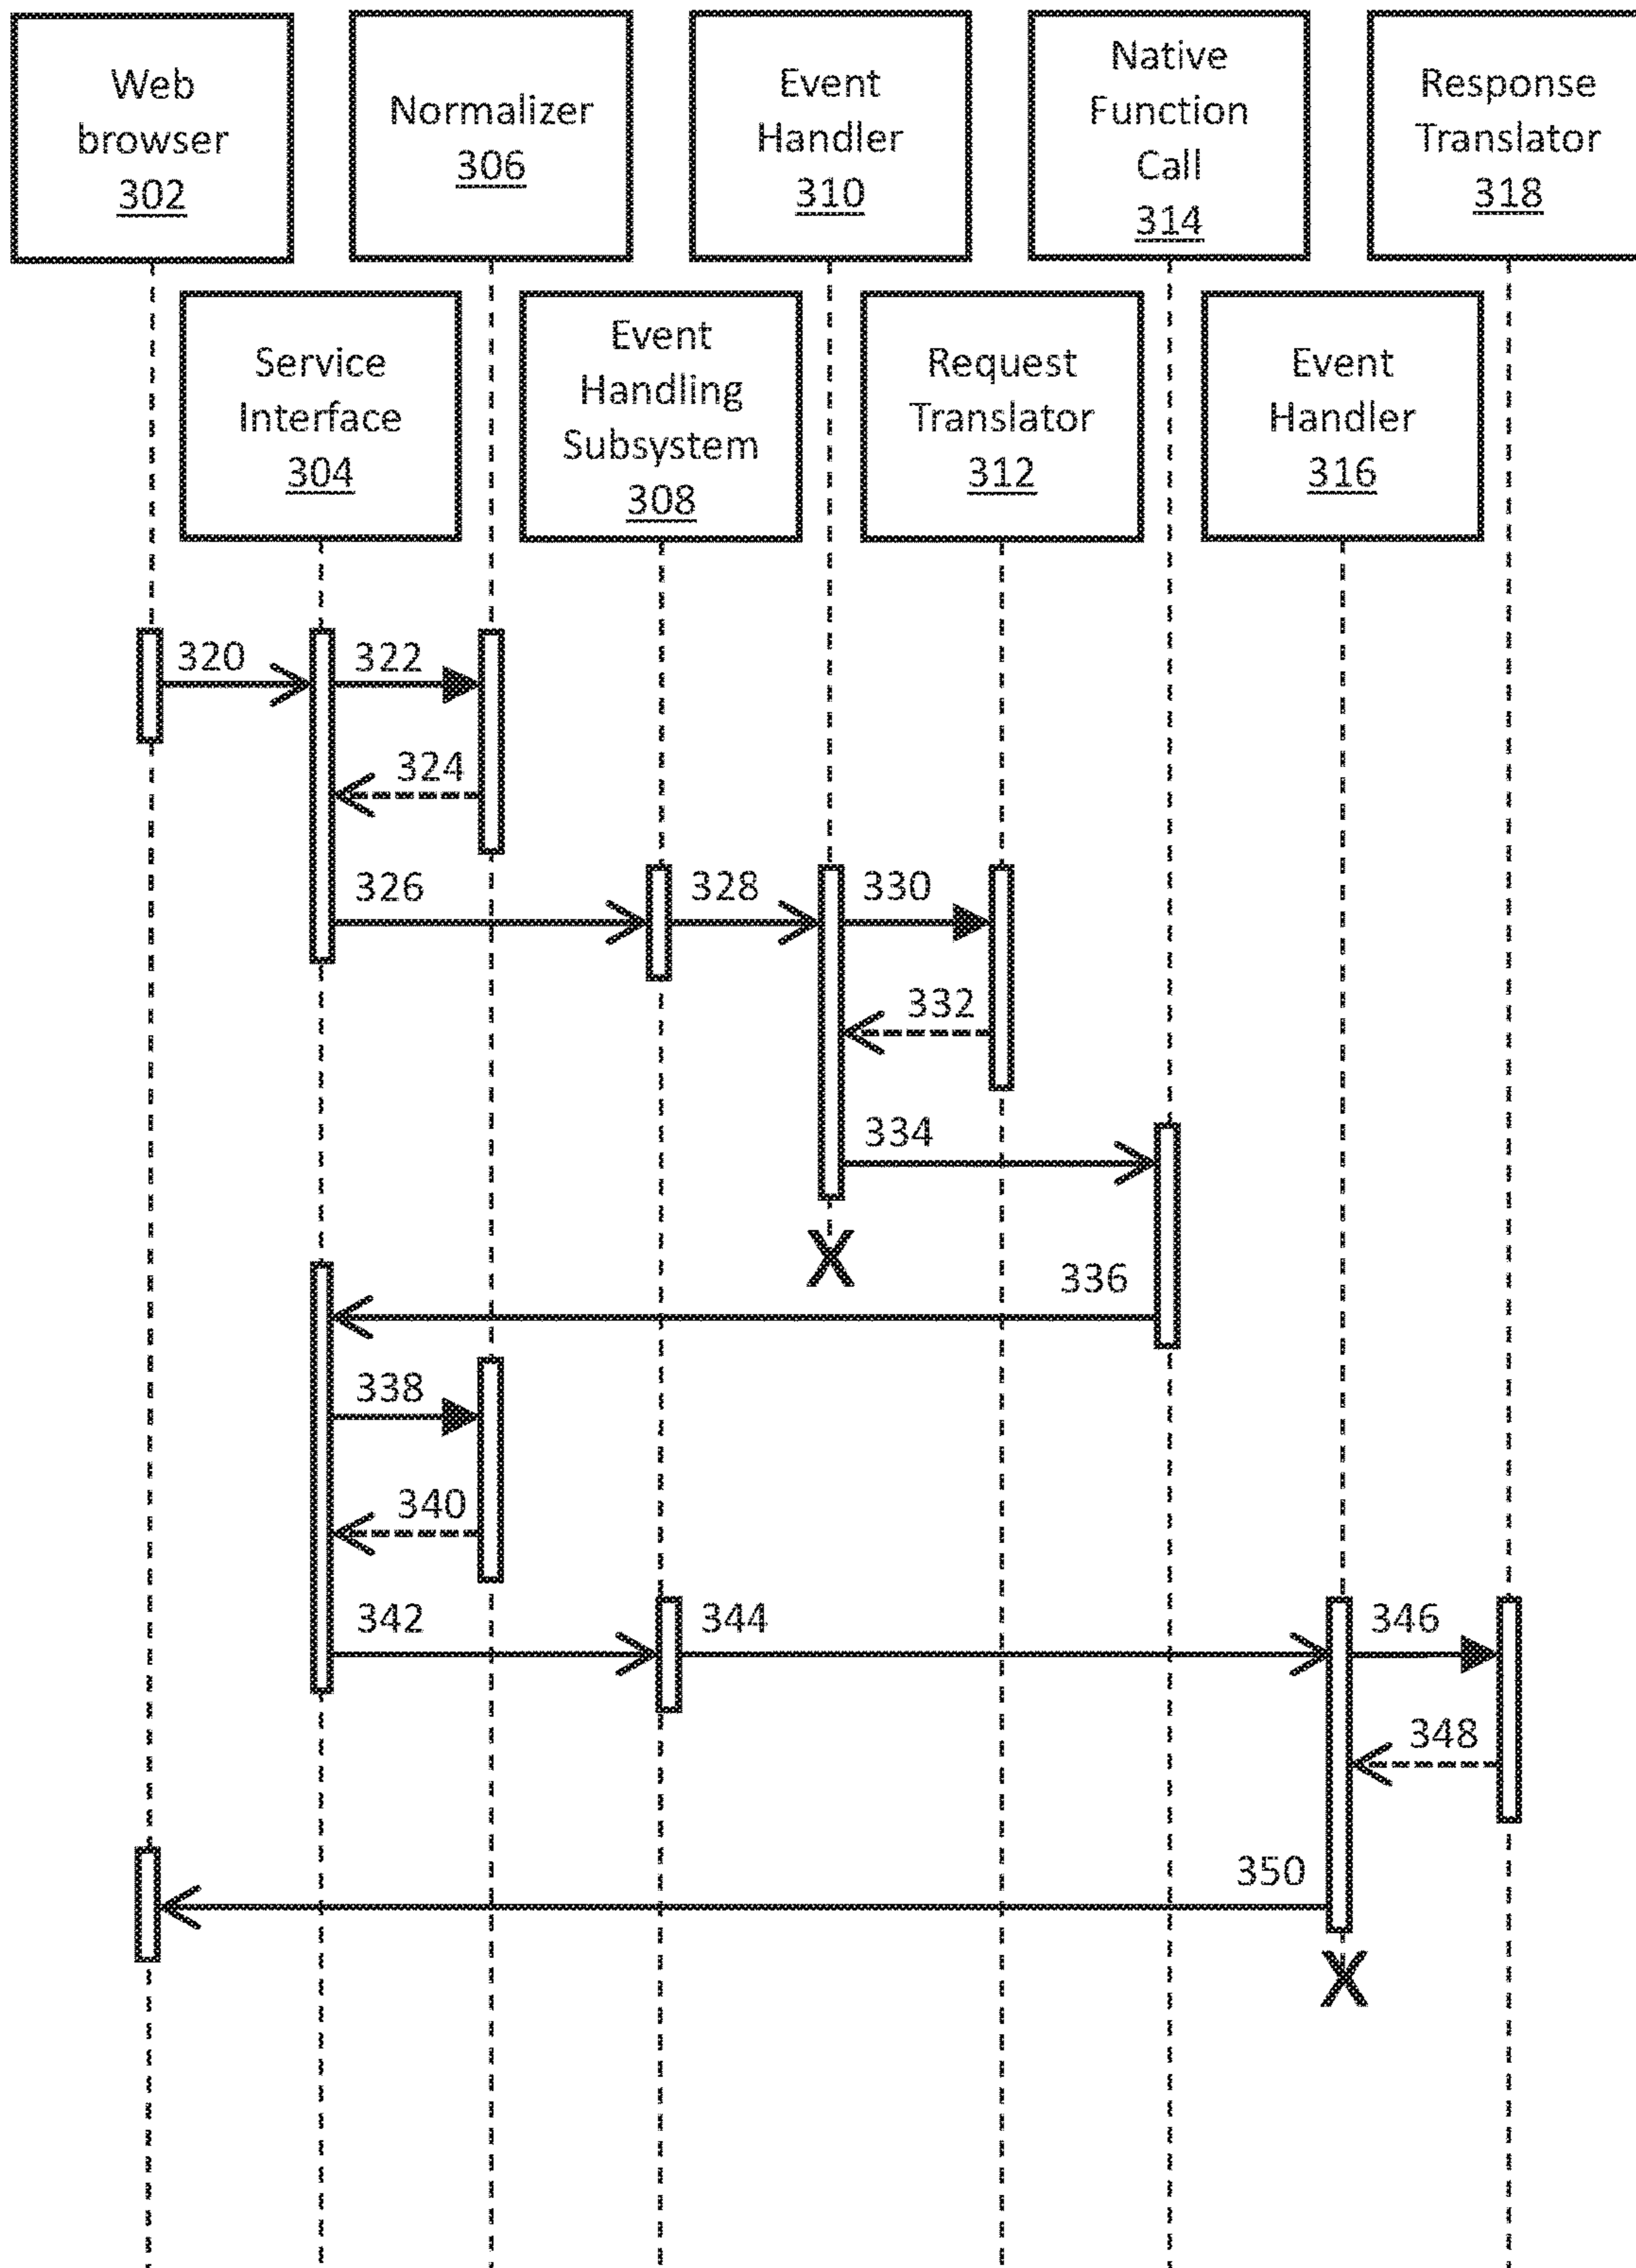 Web
browser
302
Normalizer
306
Event
Handler
310
Native
Function
Call
314
Response
Translator
318
Service
Interface
304
Event
Handling
Subsystem
308
Request
Translator
312
Event
Handler
316
320
322
324
326
328
330
332
334
X
336
338
340
342
344
346
348
350
X